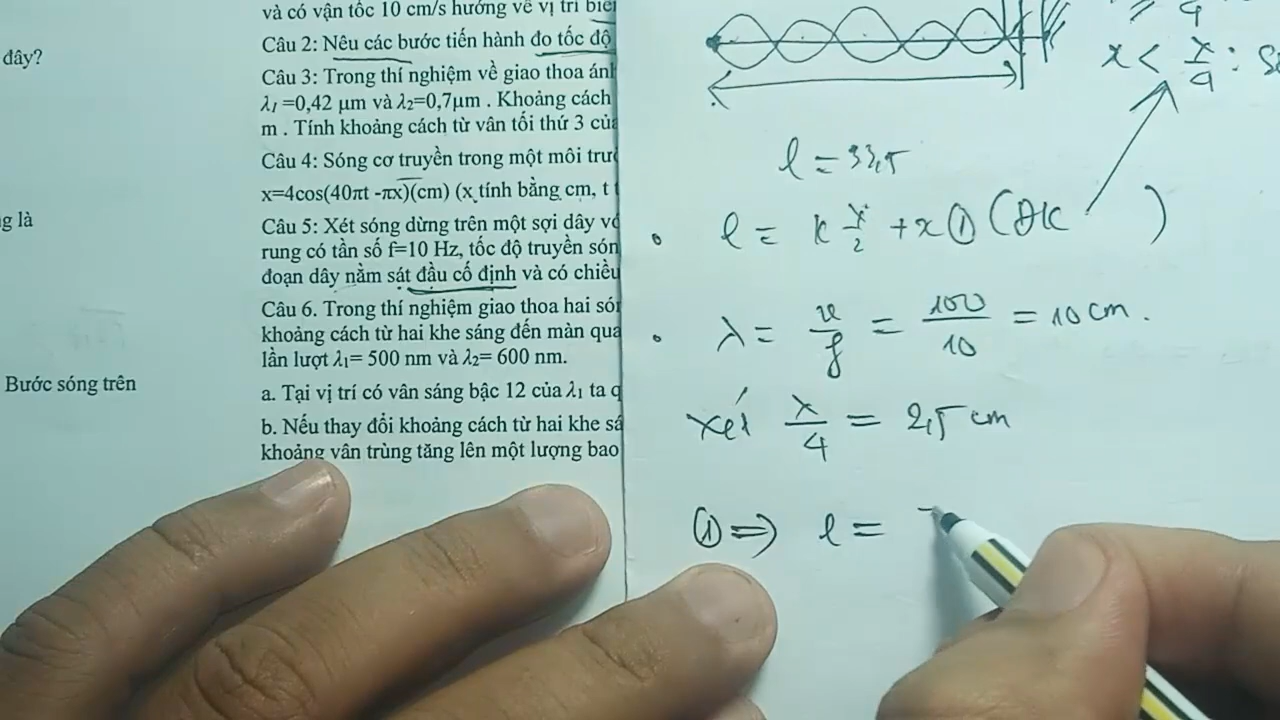 và có vận tốc 10 cm/s hướng về vị trí
dây?
Câu 2: Nêu các bước tiến hành đo tốc độ
Câu 3: Trong thí nghiệm về giao thoa
λ1 =0,42 μm và λ2=0,7μm . Khoảng cách
m . Tính khoảng cách từ vân tối thứ 3
Câu 4: Sóng cơ truyền trong một môi
x=4cos(40πt -πx)(cm) (x tính bằng cm, t
g là
Câu 5: Xét sóng dừng trên một sợi dây
rung có tần số f=10 Hz, tốc độ truyền
đoạn dây nằm sát đầu cố định và có chiều
Câu 6. Trong thí nghiệm giao thoa hai
khoảng cách từ hai khe sáng đến màn
lần lượt λ1= 500 nm và λ2= 600 nm.
Bước sóng trên
a. Tại vị trí có vân sáng bậc 12 của λ1 ta
b. Nếu thay đổi khoảng cách từ hai khe
khoảng vân trùng tăng lên một lượng bao
x < λ/4 :
l = 33,5
l = k λ/2 + x ① (ĐK )
λ = v/f = 100/10 = 10 cm.
xét λ/4 = 2,5 cm
① ⇒ l =